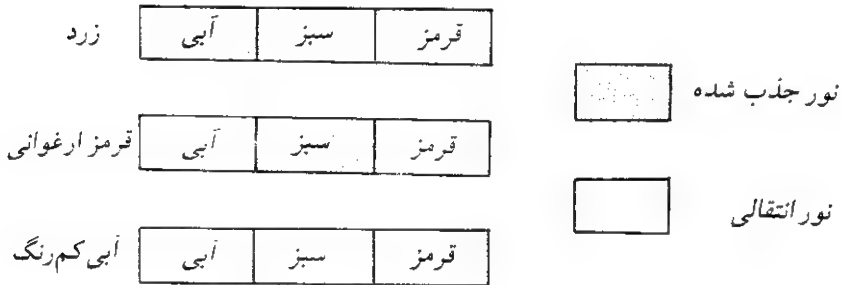 قرمز سبز آبی زرد
نور جذب شده
قرمز سبز آبی قرمز ارغوانی
نور انتقالی
قرمز سبز آبی آبی کم‌رنگ